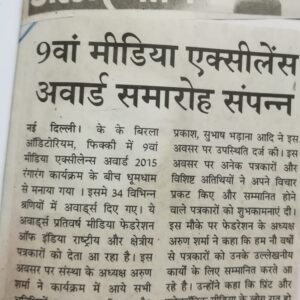 9वां मीडिया एक्सीलेंस
अवार्ड समारोह संपन्न
नई दिल्ली। के के बिरला
ऑडिटोरियम, फिक्की में 9वां
मीडिया एक्सीलेन्स अवार्ड 2015
रंगारंग कार्यक्रम के बीच धूमधाम
से मनाया गया । इसमे 34 विभिन्न
श्रेणियों में अवार्ड्स दिए गए। ये
अवार्ड्स प्रतिवर्ष मीडिया फेडरेशन
ऑफ इंडिया राष्ट्रीय और क्षेत्रीय
पत्रकारों को देता आ रहा है। इस
अवसर पर संस्था के अध्यक्ष अरुण
शर्मा ने कार्यक्रम में आये सभी
प्रकाश, सुभाष भड़ाना आदि ने इस
अवसर पर उपस्थिति दर्ज की। इस
अवसर पर अनेक पत्रकारों और
विशिष्ट अतिथियों ने अपने विचार
प्रकट किए और सम्मानित होने
वाले पत्रकारों को शुभकामनाएं दी।
इस मौके पर फेडरेशन के अध्यक्ष
अरुण शर्मा ने कहा कि हम नौ वर्षो
से पत्रकारों को उनके उल्लेखनीय
कार्यो के लिए सम्मानित करते आ
रहे है। उन्होंने कहा कि प्रिंट और